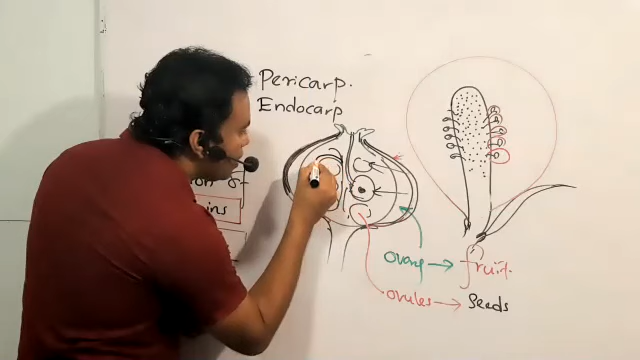 Pericarp.
Endocarp
ovary → fruit.
ovules → Seeds